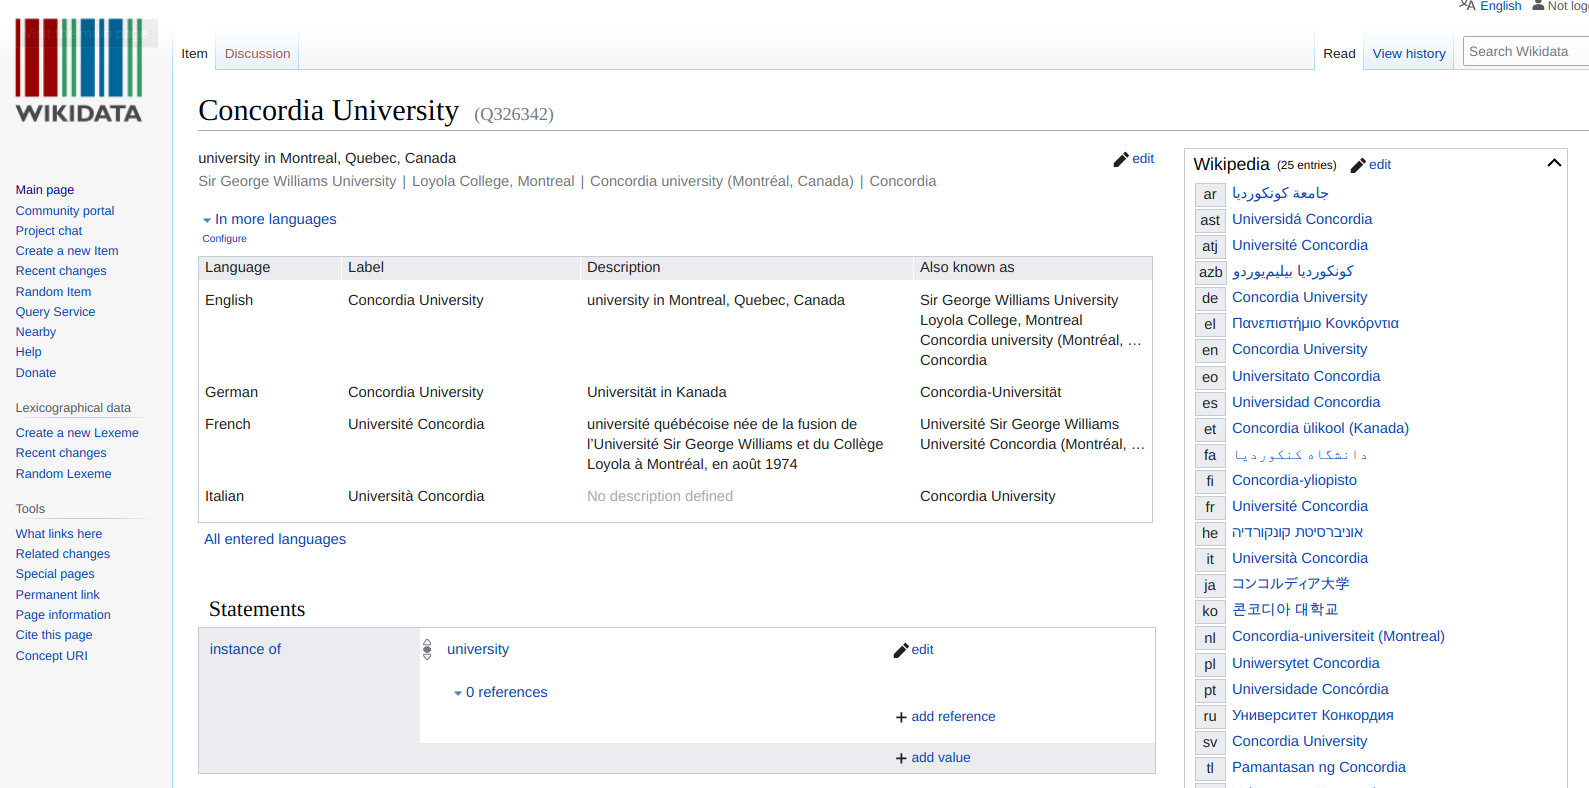 English
Not log
WIKIDATA
Item
Discussion
Read
View history
Search Wikidata
Main page
Community portal
Project chat
Create a new Item
Recent changes
Random Item
Query Service
Nearby
Help
Donate
Lexicographical data
Create a new Lexeme
Recent changes
Random Lexeme
Tools
What links here
Related changes
Special pages
Permanent link
Page information
Cite this page
Concept URI
Concordia University (Q326342)
university in Montreal, Quebec, Canada
edit
Sir George Williams University | Loyola College, Montreal | Concordia university (Montréal, Canada) | Concordia
In more languages
Configure
Language Label Description Also known as
English Concordia University university in Montreal, Quebec, Canada Sir George Williams University
Loyola College, Montreal
Concordia university (Montréal, …
Concordia
German Concordia University Universität in Kanada Concordia-Universität
French Université Concordia université québécoise née de la fusion de Université Sir George Williams
l’Université Sir George Williams et du Collège Université Concordia (Montréal, …
Loyola à Montréal, en août 1974
Italian Università Concordia No description defined Concordia University
All entered languages
Statements
instance of
university
edit
0 references
+ add reference
+ add value
Wikipedia (25 entries) edit
ar جامعة كونكورديا
ast Universidá Concordia
atj Université Concordia
azb کونکوردیا بیلیم‌یوردو
de Concordia University
el Πανεπιστήμιο Κονκόρντια
en Concordia University
eo Universitato Concordia
es Universidad Concordia
et Concordia ülikool (Kanada)
fa دانشگاه کنکوردیا
fi Concordia-yliopisto
fr Université Concordia
he אוניברסיטת קונקורדיה
it Università Concordia
ja コンコルディア大学
ko 콘코디아 대학교
nl Concordia-universiteit (Montreal)
pl Uniwersytet Concordia
pt Universidade Concórdia
ru Университет Конкордия
sv Concordia University
tl Pamantasan ng Concordia